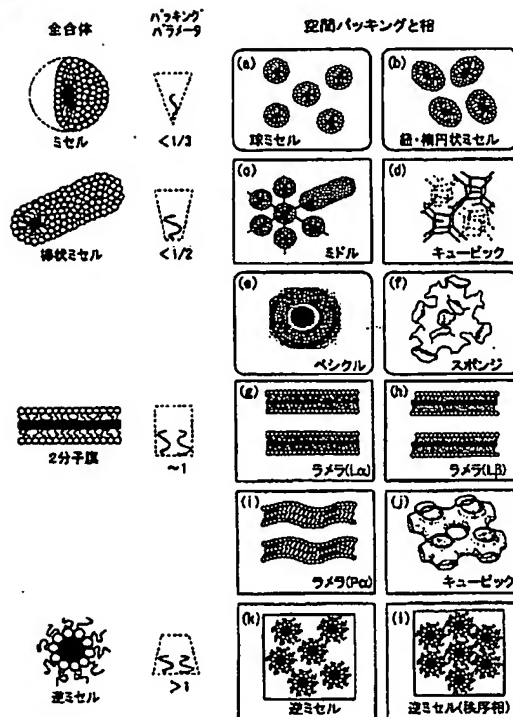 会合体
パッキング
パラメータ
空間パッキングと相
ミセル
<1/3
(a)
球ミセル
(b)
紐・楕円状ミセル
棒状ミセル
<1/2
(c)
ミドル
(d)
キュービック
(e)
ベシクル
(f)
スポンジ
2分子膜
~1
(g)
ラメラ(Lα)
(h)
ラメラ(Lβ)
(i)
ラメラ(Pα)
(j)
キュービック
逆ミセル
>1
(k)
逆ミセル
(l)
逆ミセル(秩序相)